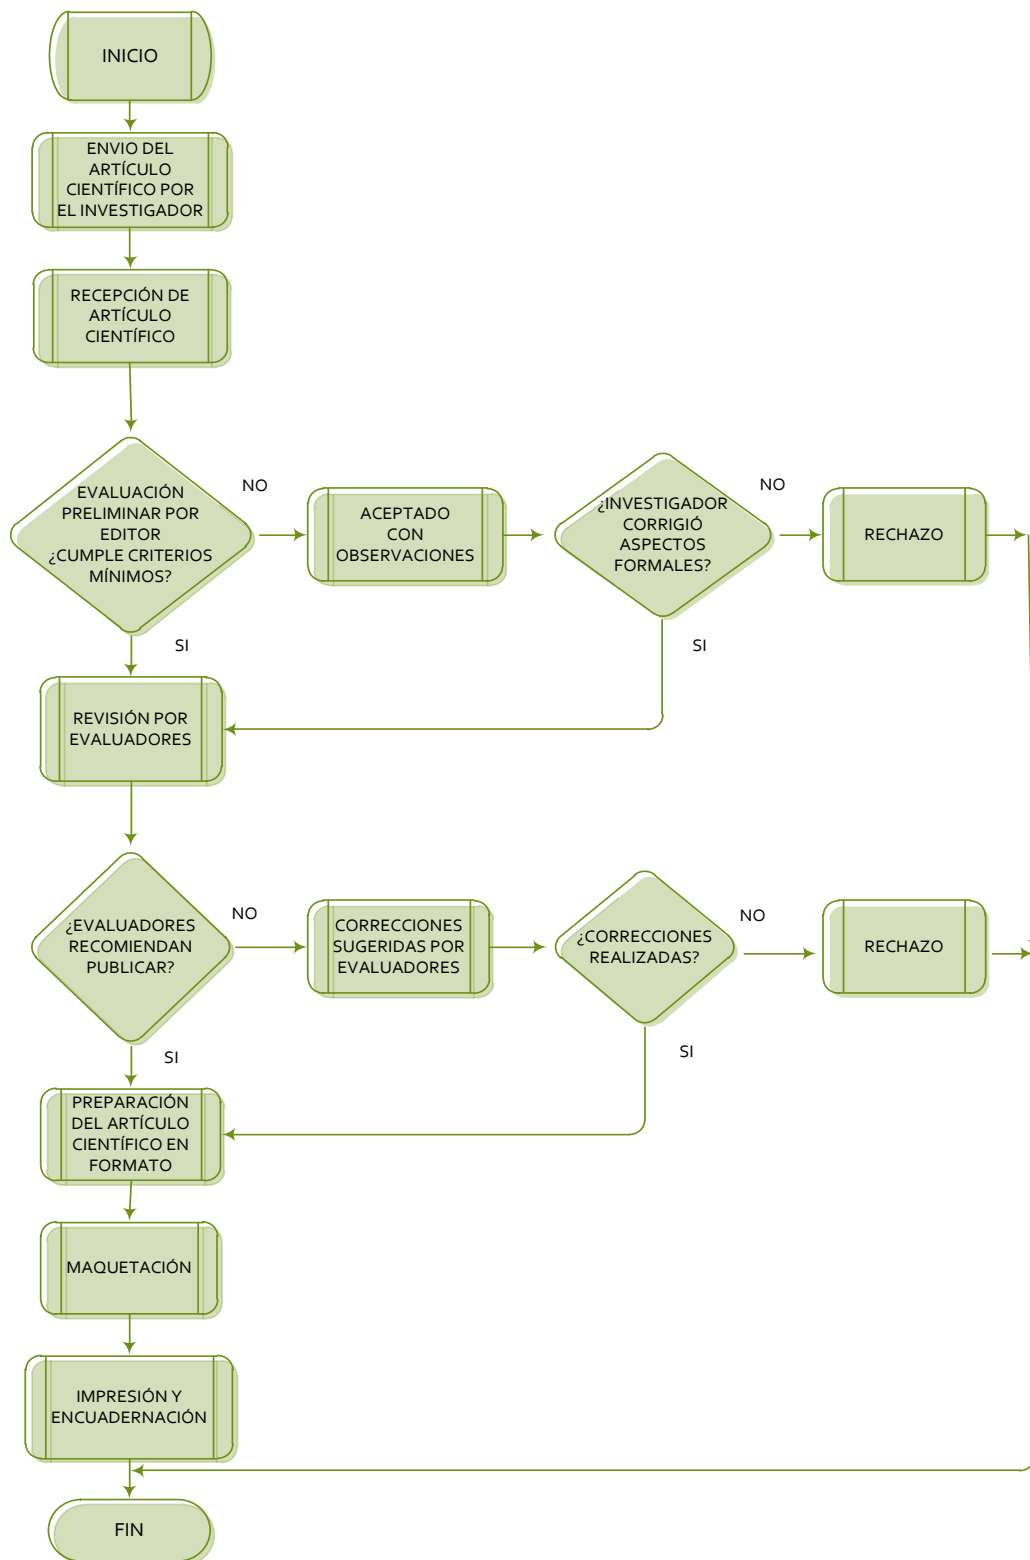 INICIO
ENVIO DEL
ARTÍCULO
CIENTÍFICO POR
EL INVESTIGADOR
RECEPCIÓN DE
ARTÍCULO
CIENTÍFICO
EVALUACIÓN
PRELIMINAR POR
EDITOR
¿CUMPLE CRITERIOS
MÍNIMOS?
NO
ACEPTADO
CON
OBSERVACIONES
¿INVESTIGADOR
CORRIGIÓ
ASPECTOS
FORMALES?
NO
RECHAZO
SI
SI
REVISIÓN POR
EVALUADORES
¿EVALUADORES
RECOMIENDAN
PUBLICAR?
NO
CORRECCIONES
SUGERIDAS POR
EVALUADORES
¿CORRECCIONES
REALIZADAS?
NO
RECHAZO
SI
SI
PREPARACIÓN
DEL ARTÍCULO
CIENTÍFICO EN
FORMATO
MAQUETACIÓN
IMPRESIÓN Y
ENCUADERNACIÓN
FIN